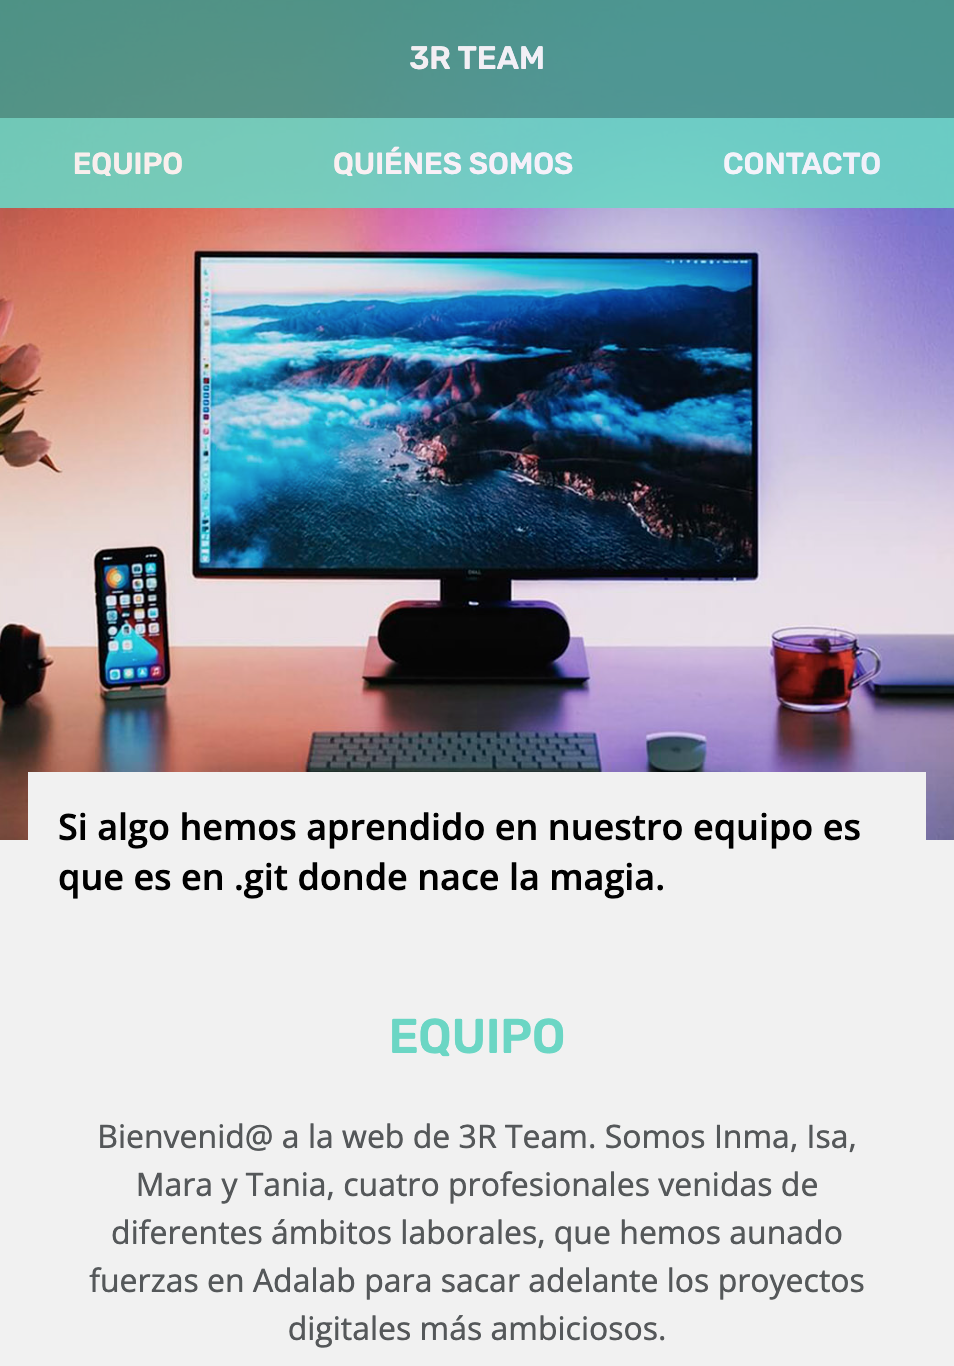 3R TEAM
EQUIPO QUIÉNES SOMOS CONTACTO
DELL
Si algo hemos aprendido en nuestro equipo es
que es en .git donde nace la magia.
EQUIPO
Bienvenid@ a la web de 3R Team. Somos Inma, Isa,
Mara y Tania, cuatro profesionales venidas de
diferentes ámbitos laborales, que hemos aunado
fuerzas en Adalab para sacar adelante los proyectos
digitales más ambiciosos.